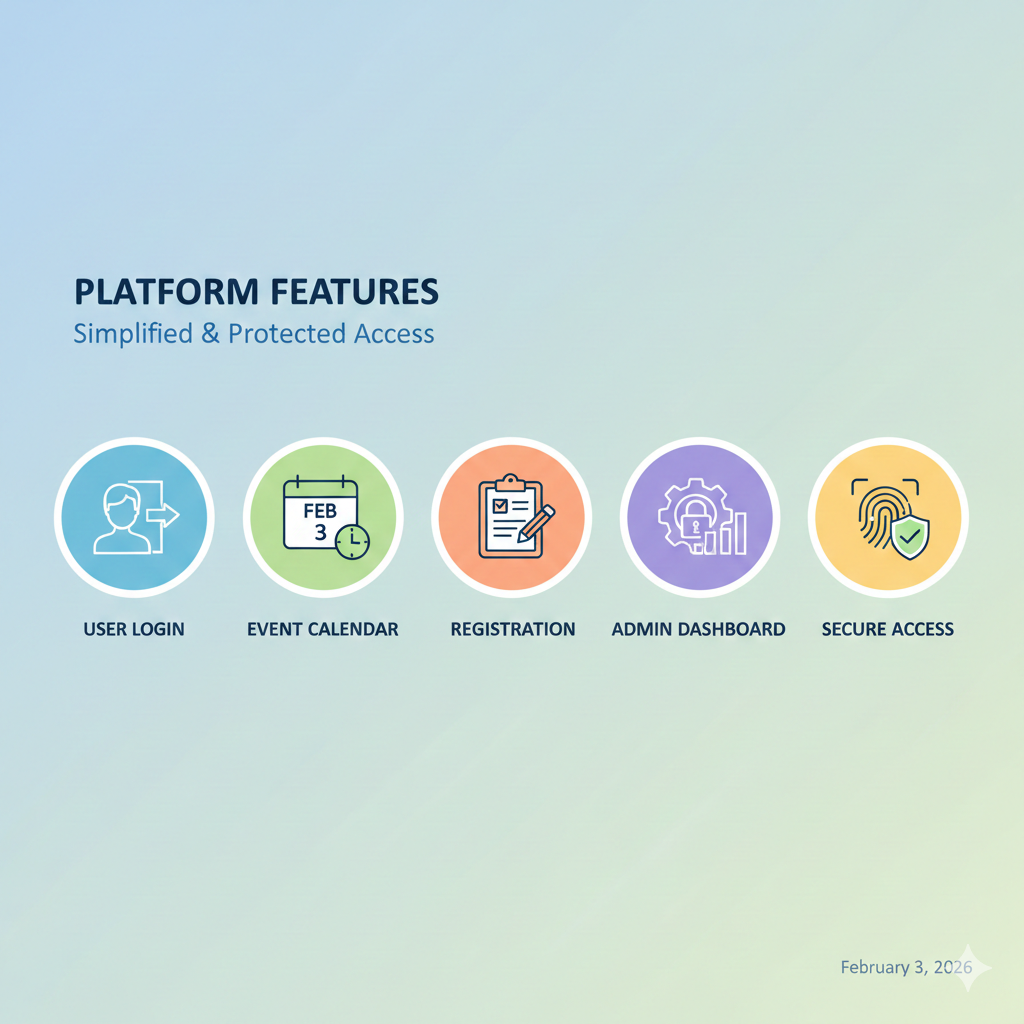 PLATFORM FEATURES
Simplified & Protected Access
FEB
3
USER LOGIN
EVENT CALENDAR
REGISTRATION
ADMIN DASHBOARD
SECURE ACCESS
February 3, 2026